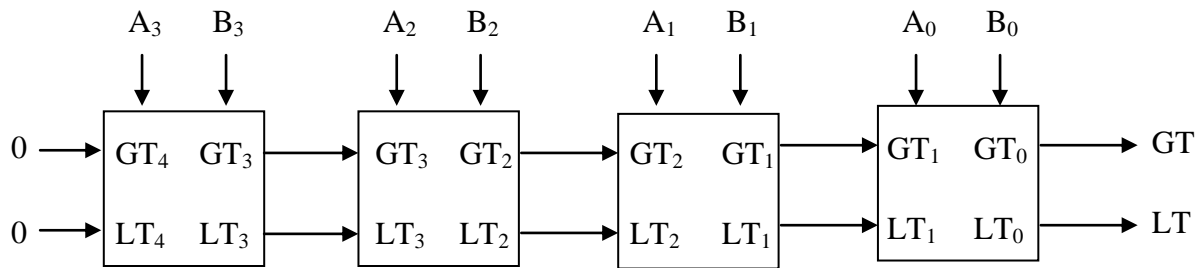 A₃ B₃ A₂ B₂ A₁ B₁ A₀ B₀
0 GT₄ GT₃ GT₃ GT₂ GT₂ GT₁ GT₁ GT₀ GT
0 LT₄ LT₃ LT₃ LT₂ LT₂ LT₁ LT₁ LT₀ LT